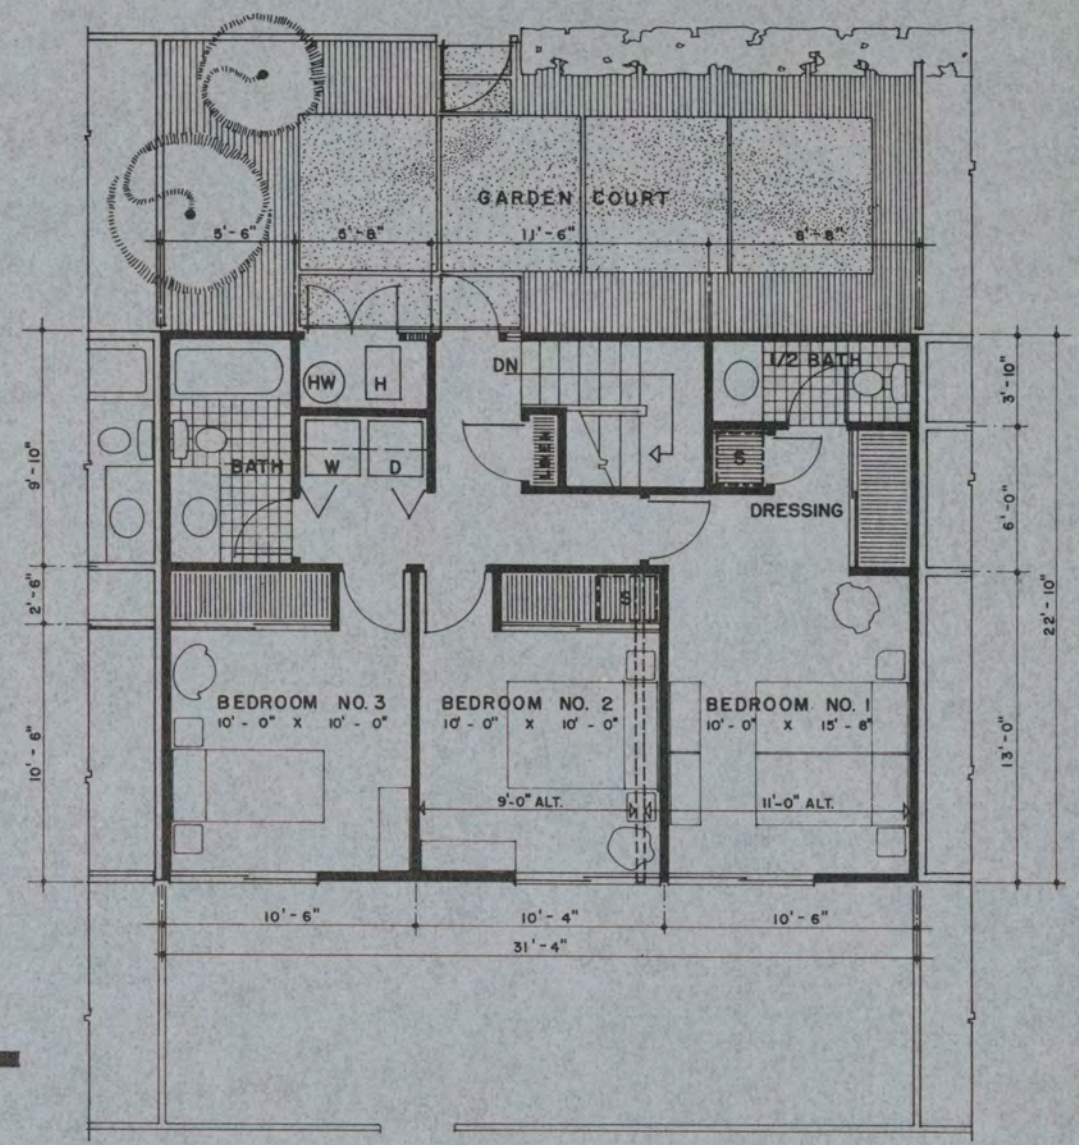 GARDEN COURT
5'-6" 5'-8" 11'-6" 8'-8"
DN
1/2 BATH
HW H
3'-10"
LINEN
BATH W D
S
9'-10"
DRESSING
6'-0"
2'-6"
S
22'-10"
BEDROOM NO. 3
10'-0" X 10'-0"
BEDROOM NO. 2
10'-0" X 10'-0"
BEDROOM NO. 1
10'-0" X 15'-8"
10'-6"
13'-0"
9'-0" ALT.
11'-0" ALT.
10'-6" 10'-4" 10'-6"
31'-4"